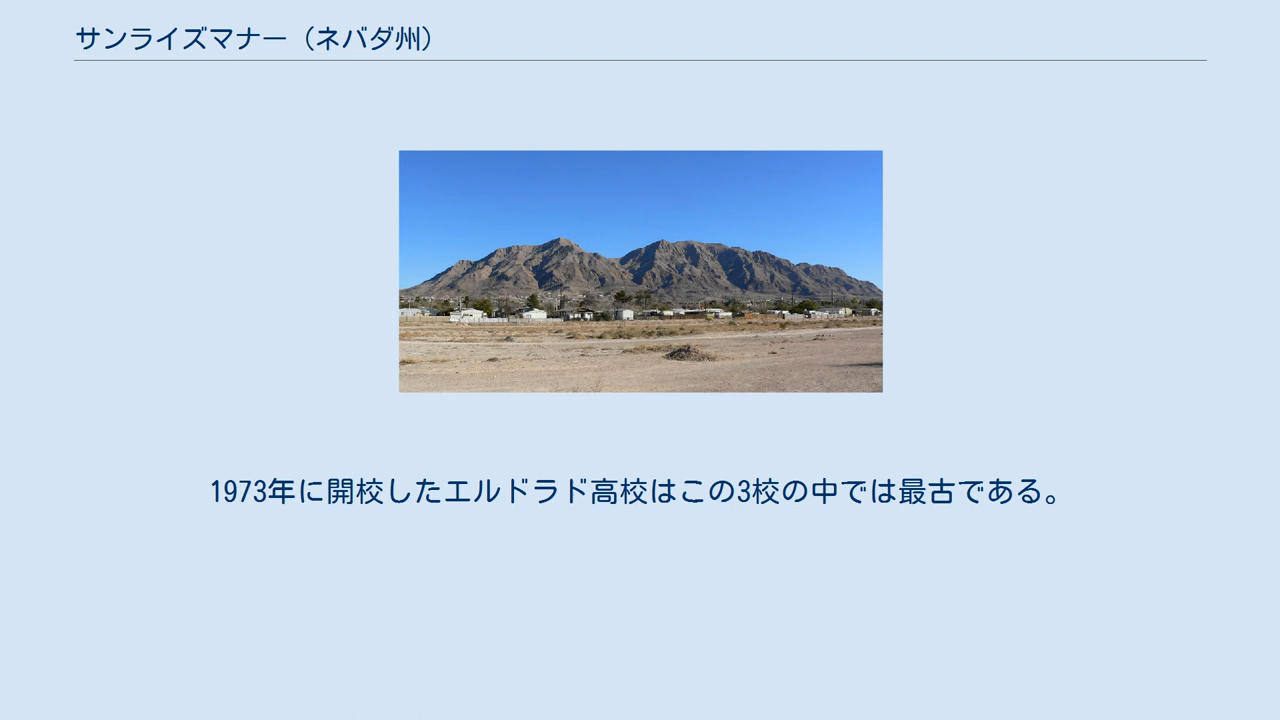 サンライズマナー（ネバダ州）
1973年に開校したエルドラド高校はこの3校の中では最古である。